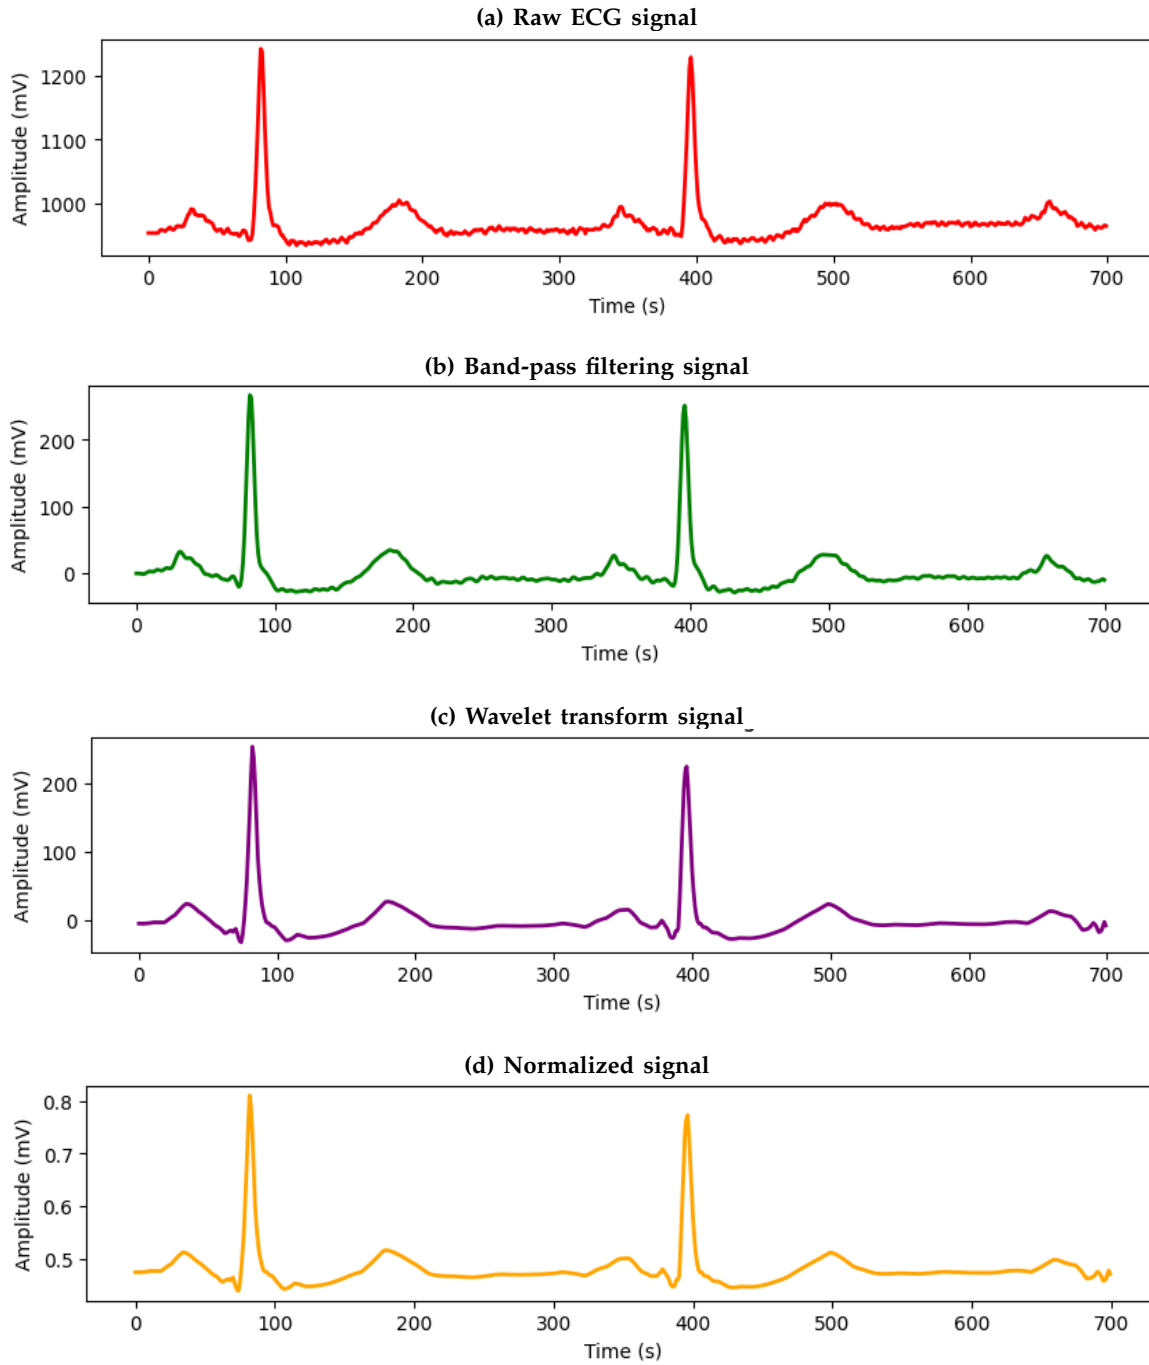 (a) Raw ECG signal
Amplitude (mV)
1200
1100
1000
0 100 200 300 400 500 600 700
Time (s)
(b) Band-pass filtering signal
Amplitude (mV)
200
100
0
0 100 200 300 400 500 600 700
Time (s)
(c) Wavelet transform signal
Amplitude (mV)
200
100
0
0 100 200 300 400 500 600 700
Time (s)
(d) Normalized signal
Amplitude (mV)
0.8
0.7
0.6
0.5
0 100 200 300 400 500 600 700
Time (s)